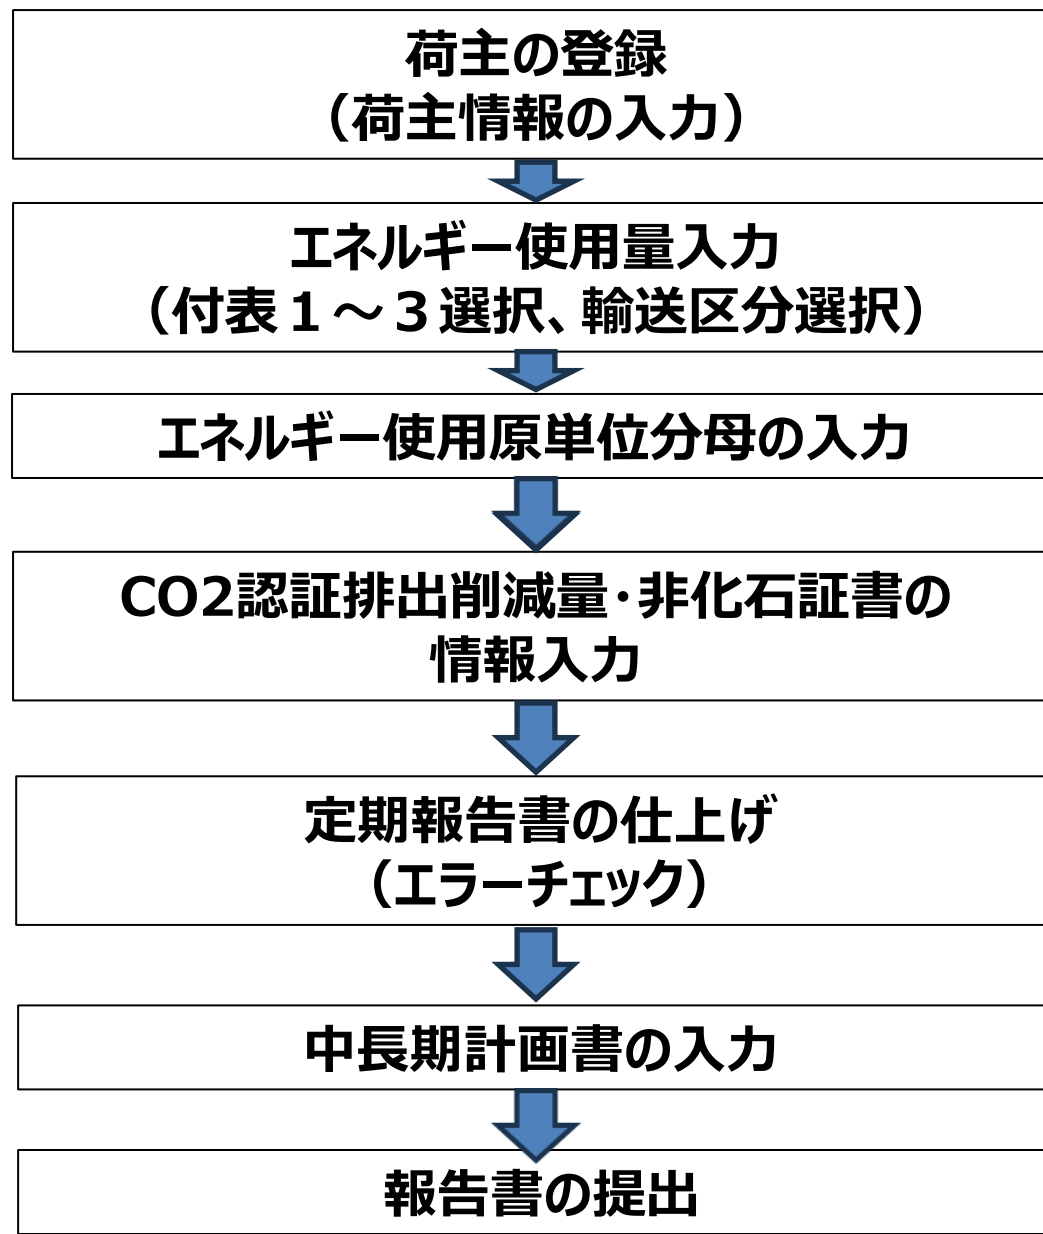 荷主の登録
（荷主情報の入力）
エネルギー使用量入力
（付表１～３選択、輸送区分選択）
エネルギー使用原単位分母の入力
CO2認証排出削減量・非化石証書の
情報入力
定期報告書の仕上げ
（エラーチェック）
中長期計画書の入力
報告書の提出